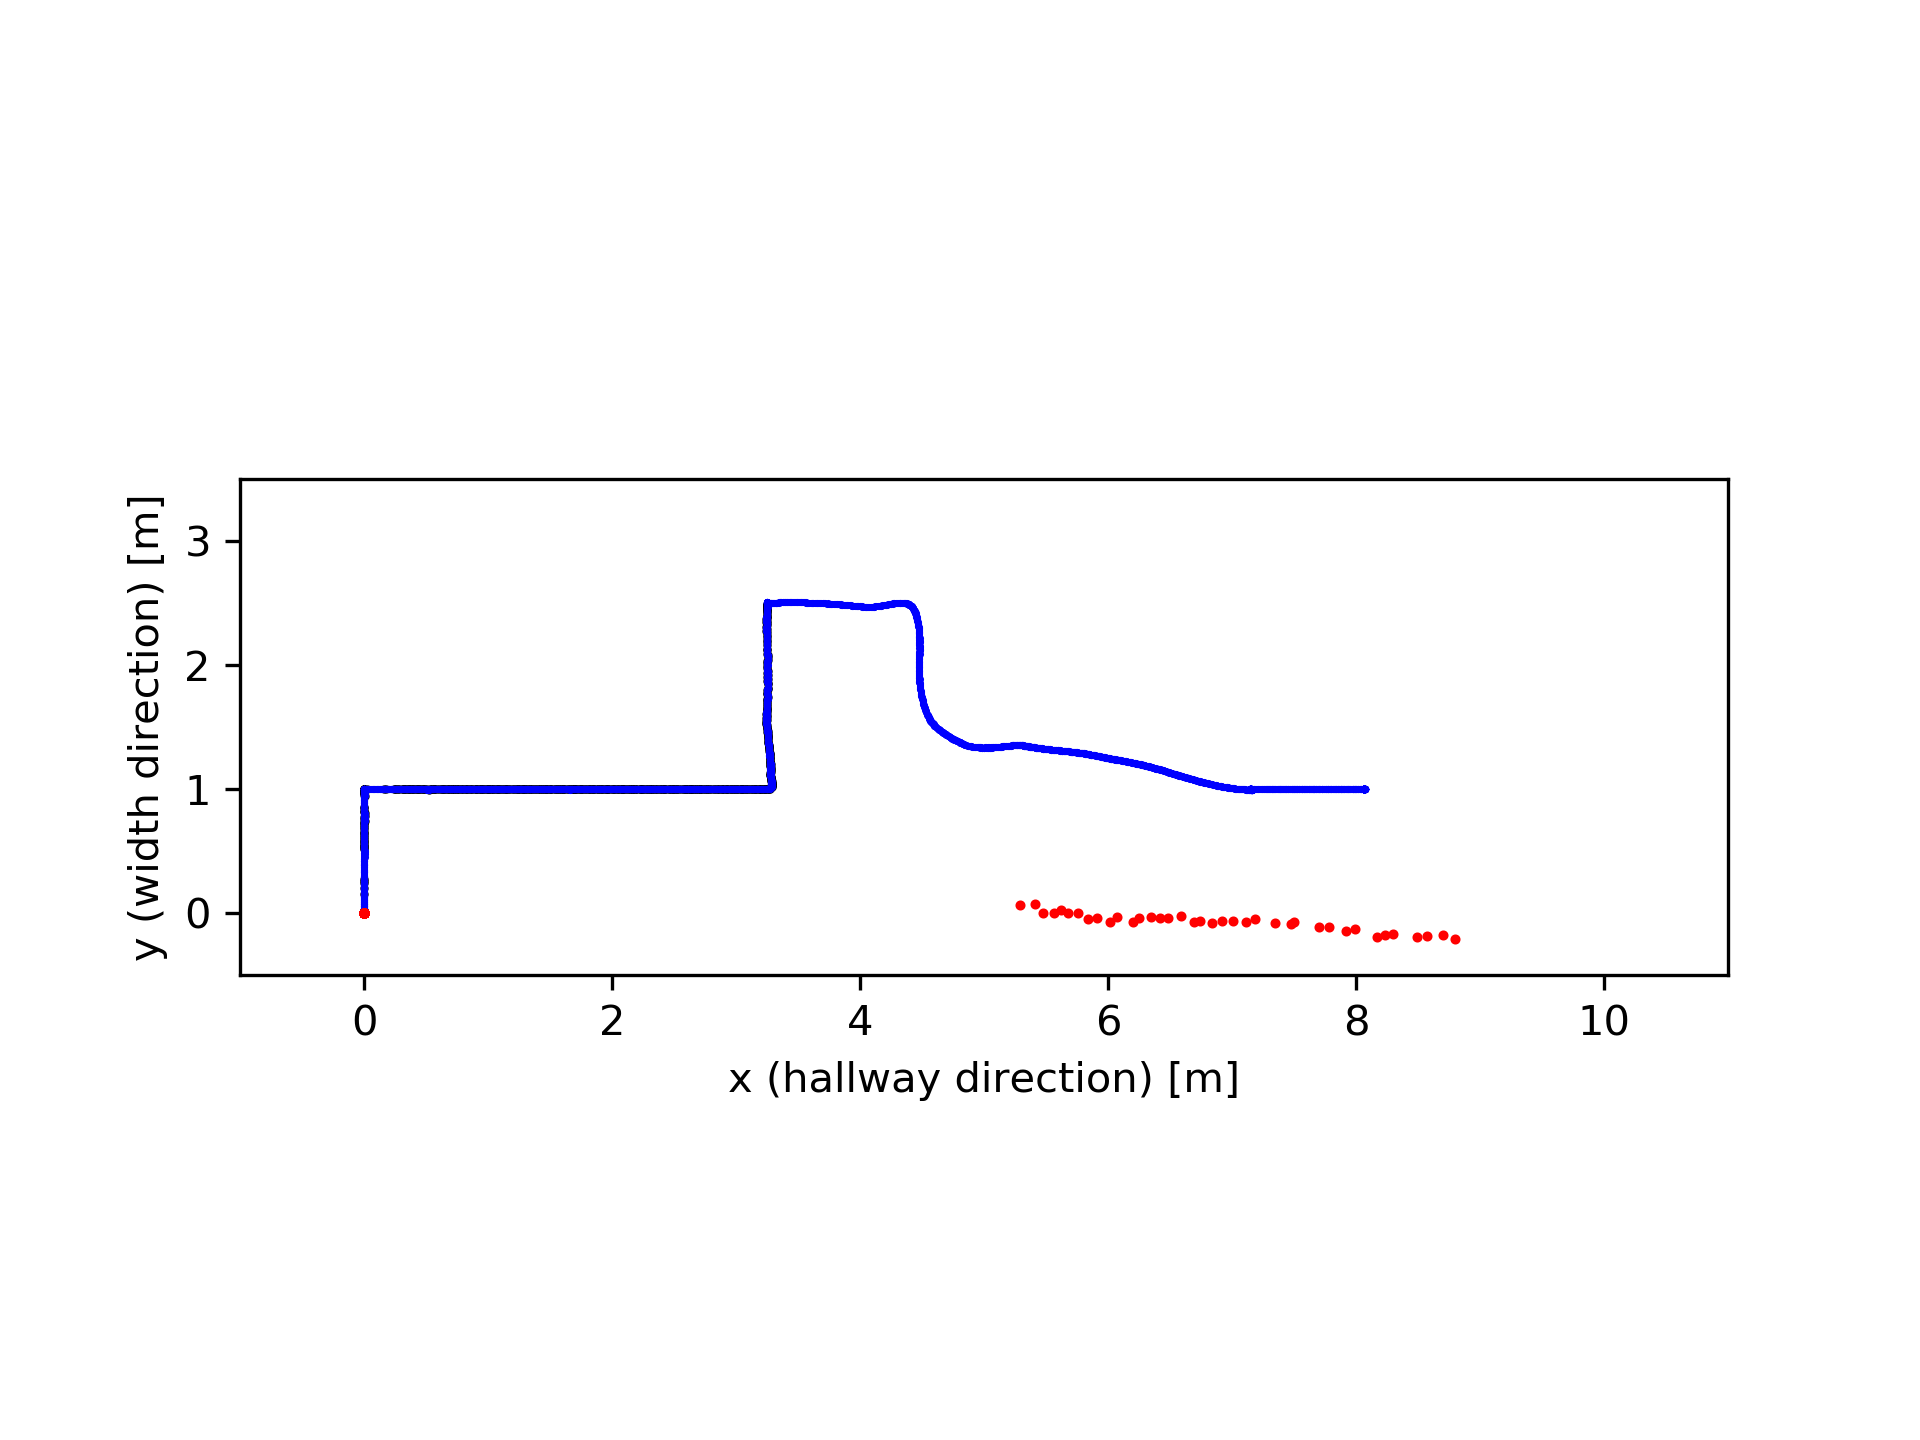 3
2
1
0
y (width direction) [m]
0 2 4 6 8 10
x (hallway direction) [m]